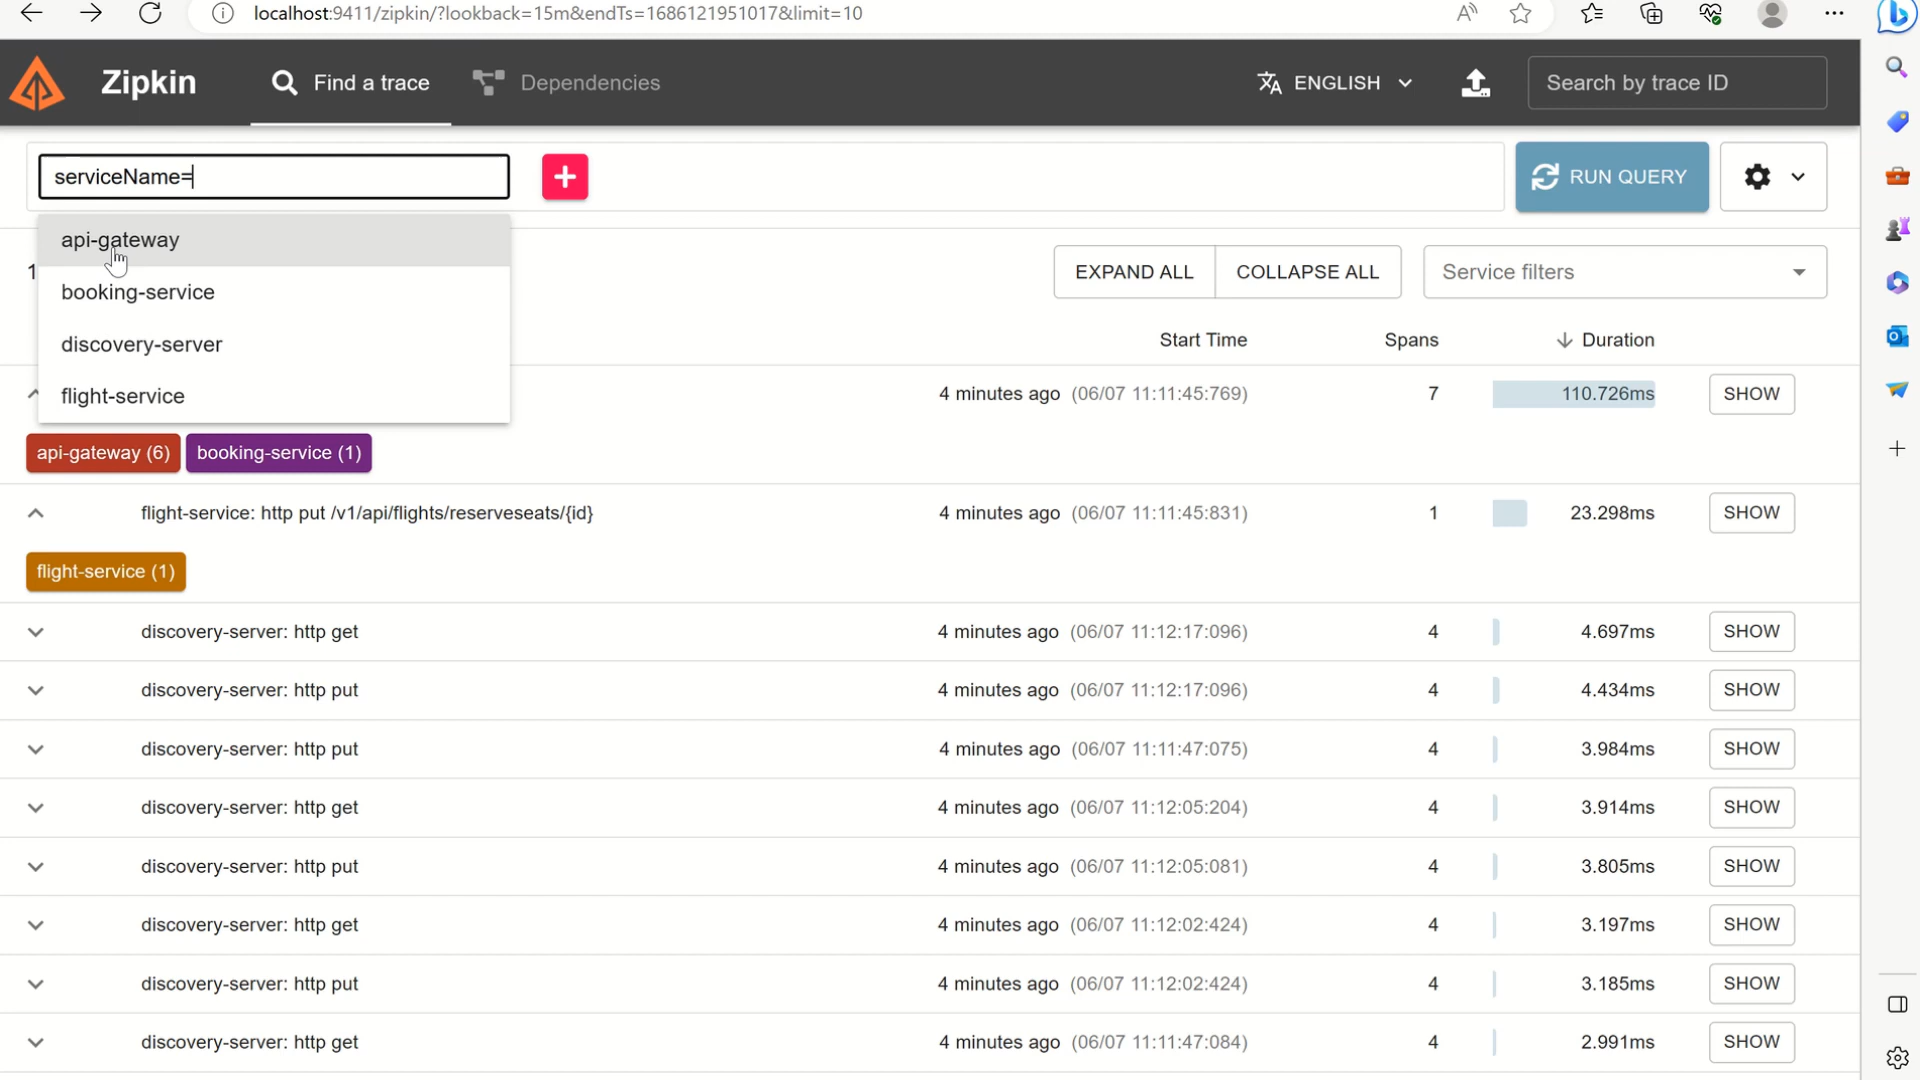 localhost:9411/zipkin/?lookback=15m&endTs=1686121951017&limit=10
Zipkin Find a trace Dependencies ENGLISH Search by trace ID
serviceName= + RUN QUERY
api-gateway
booking-service
discovery-server
flight-service
1 EXPAND ALL COLLAPSE ALL Service filters
Start Time Spans Duration
4 minutes ago (06/07 11:11:45:769) 7 110.726ms SHOW
api-gateway (6) booking-service (1)
flight-service: http put /v1/api/flights/reserveseats/{id} 4 minutes ago (06/07 11:11:45:831) 1 23.298ms SHOW
flight-service (1)
discovery-server: http get 4 minutes ago (06/07 11:12:17:096) 4 4.697ms SHOW
discovery-server: http put 4 minutes ago (06/07 11:12:17:096) 4 4.434ms SHOW
discovery-server: http put 4 minutes ago (06/07 11:11:47:075) 4 3.984ms SHOW
discovery-server: http get 4 minutes ago (06/07 11:12:05:204) 4 3.914ms SHOW
discovery-server: http put 4 minutes ago (06/07 11:12:05:081) 4 3.805ms SHOW
discovery-server: http get 4 minutes ago (06/07 11:12:02:424) 4 3.197ms SHOW
discovery-server: http put 4 minutes ago (06/07 11:12:02:424) 4 3.185ms SHOW
discovery-server: http get 4 minutes ago (06/07 11:11:47:084) 4 2.991ms SHOW